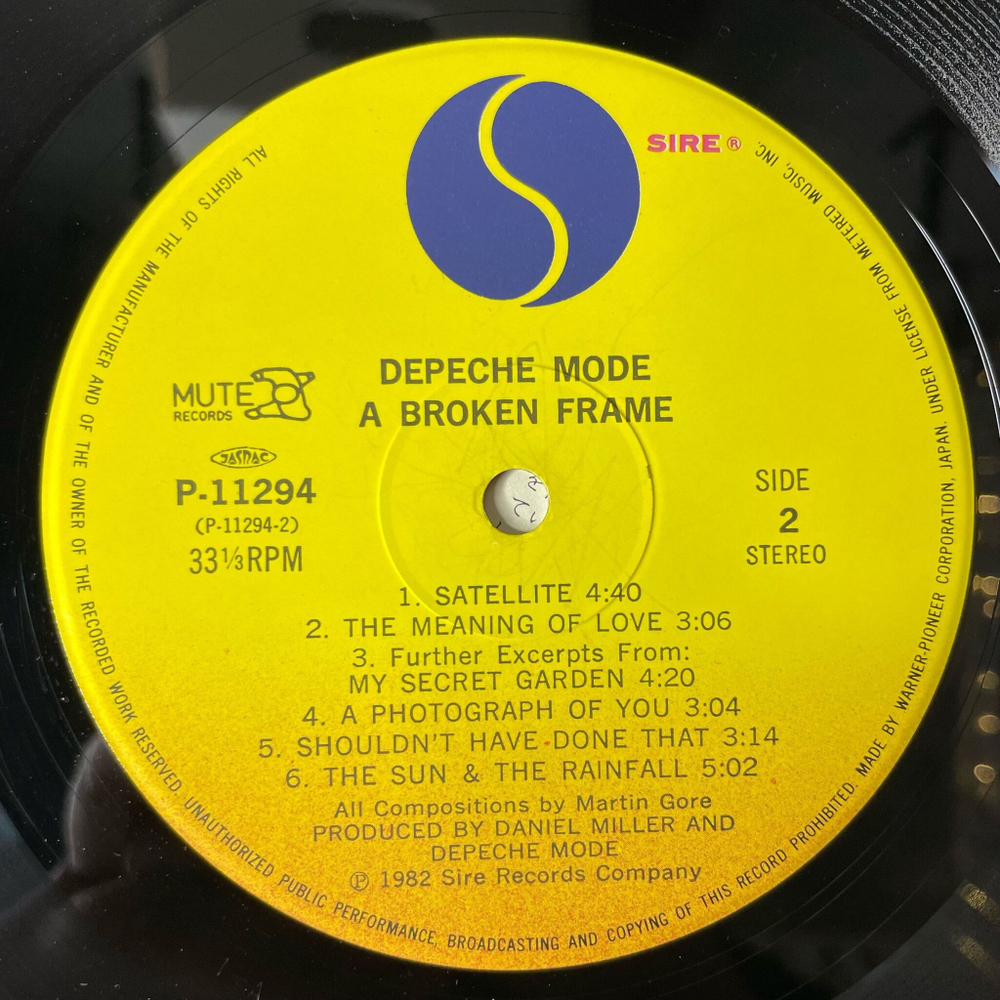 SIRE ®
DEPECHE MODE
A BROKEN FRAME
MUTE
RECORDS
JASRAC
P-11294
(P-11294-2)
33⅓ RPM
SIDE
2
STEREO
1. SATELLITE 4:40
2. THE MEANING OF LOVE 3:06
3. Further Excerpts From:
MY SECRET GARDEN 4:20
4. A PHOTOGRAPH OF YOU 3:04
5. SHOULDN'T HAVE DONE THAT 3:14
6. THE SUN & THE RAINFALL 5:02
All Compositions by Martin Gore
PRODUCED BY DANIEL MILLER AND
DEPECHE MODE
℗ 1982 Sire Records Company
ALL RIGHTS OF THE MANUFACTURER AND OF THE OWNER OF THE RECORDED WORK RESERVED. UNAUTHORIZED PUBLIC PERFORMANCE, BROADCASTING AND COPYING OF THIS RECORD PROHIBITED. MADE BY WARNER-PIONEER CORPORATION, JAPAN. UNDER LICENSE FROM METERED MUSIC, INC.